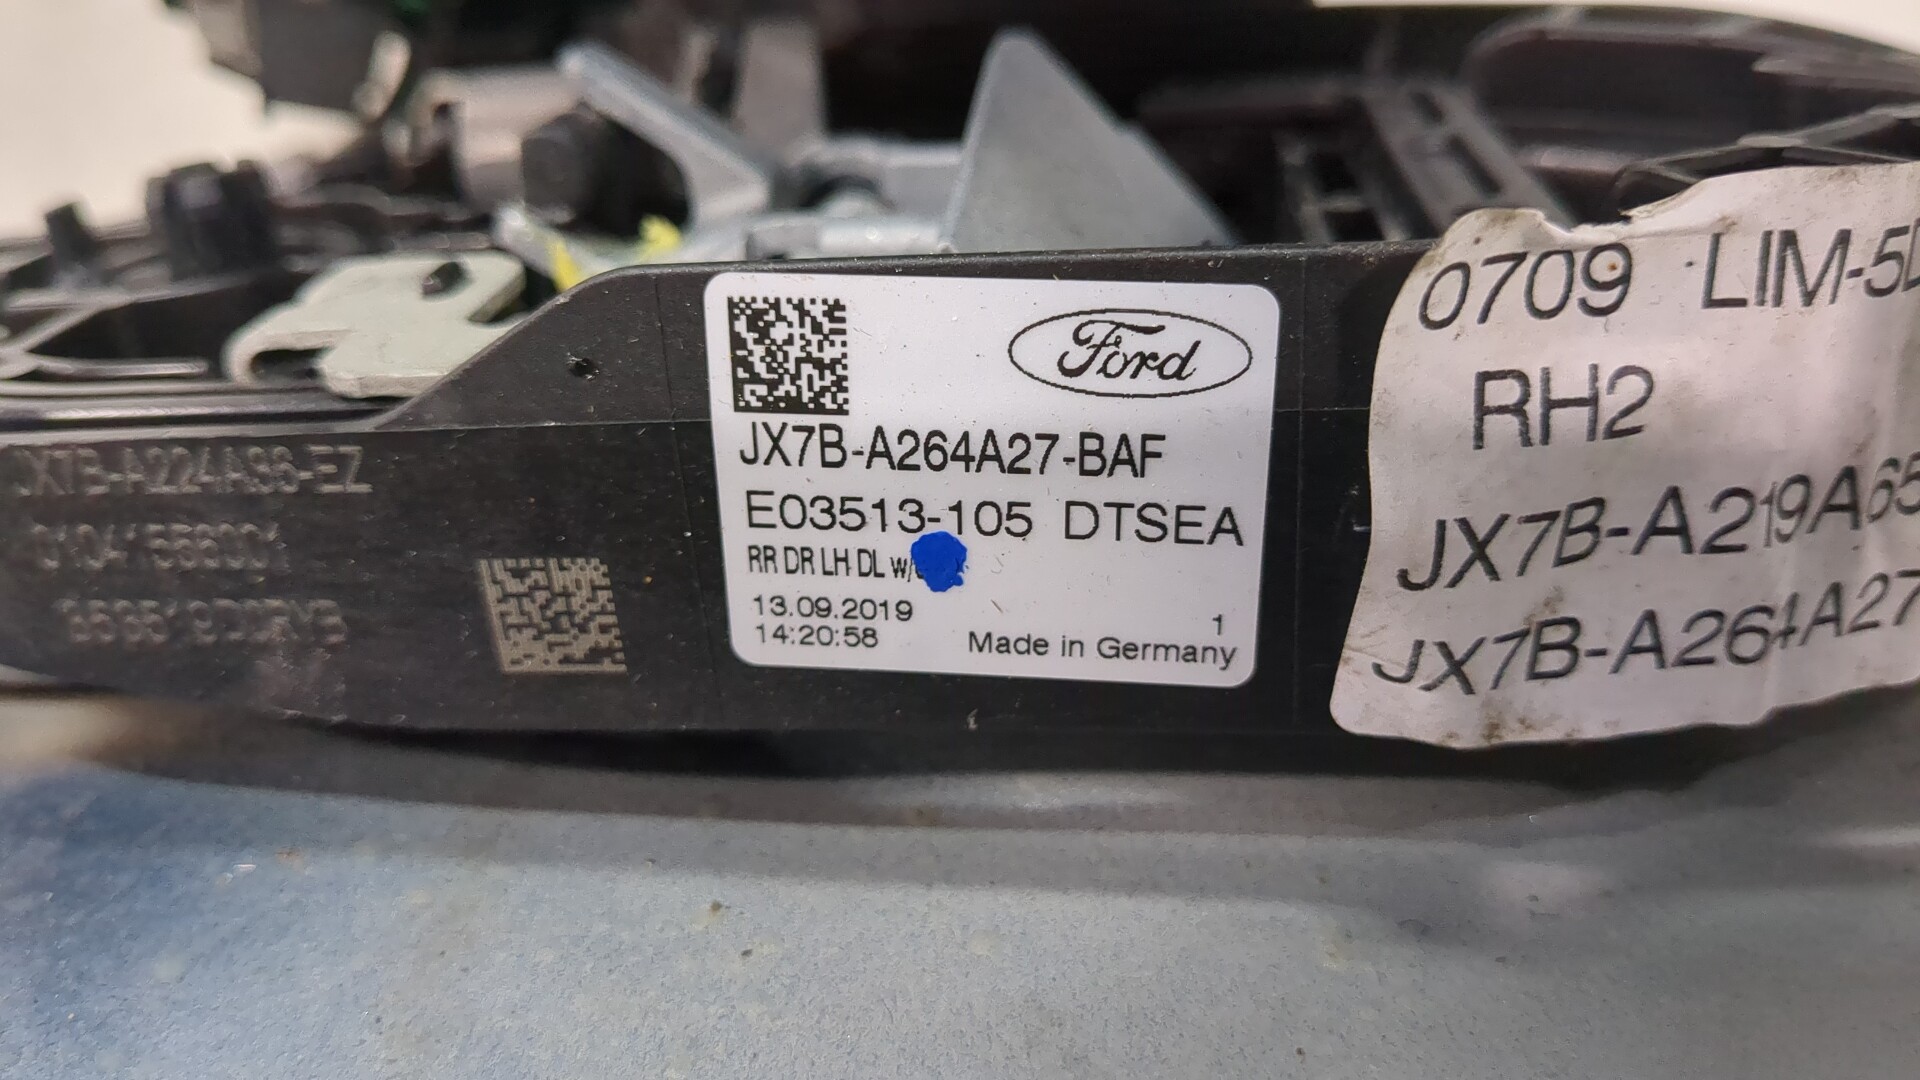 Ford
JX7B-A264A27-BAF
E03513-105 DTSEA
RR DR LH DL
13.09.2019
14:20:58
1
Made in Germany
0709 LIM-5D
RH2
JX7B-A219A65
JX7B-A264A27